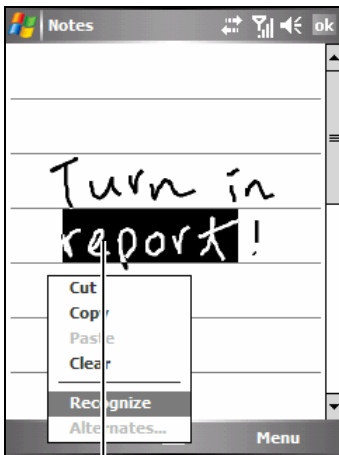 Notes
ok
Turn in
report!
Cut
Copy
Paste
Clear
Recognize
Alternates...
Menu